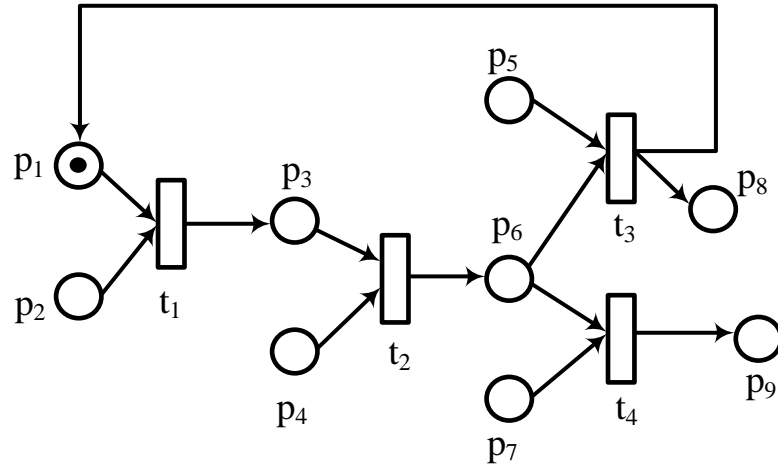 p₅
p₁
p₃
p₈
p₆
t₃
p₂
t₁
t₂
p₉
p₄
t₄
p₇